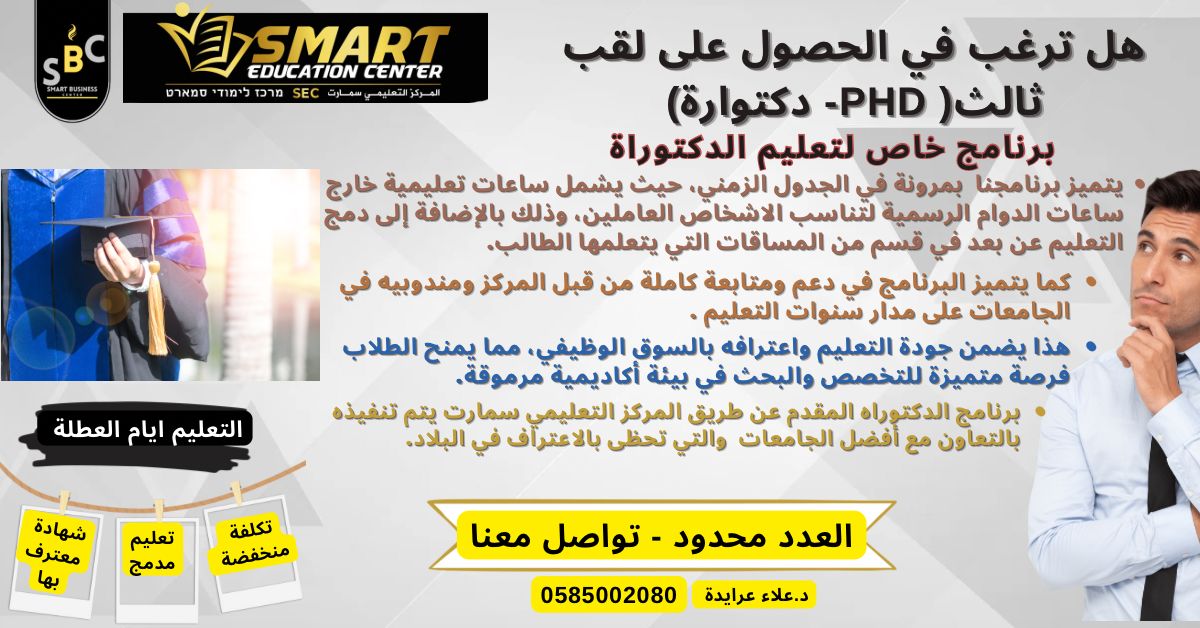 SBC
SMART BUSINESS
CENTER
SMART
EDUCATION CENTER
المركز التعليمي سمارت SEC מרכז לימודי סמארט
هل ترغب في الحصول على لقب
ثالث( PHD- دكتوارة)
برنامج خاص لتعليم الدكتوراة
• يتميز برنامجنا بمرونة في الجدول الزمني، حيث يشمل ساعات تعليمية خارج
ساعات الدوام الرسمية لتناسب الاشخاص العاملين، وذلك بالإضافة إلى دمج
التعليم عن بعد في قسم من المساقات التي يتعلمها الطالب.
• كما يتميز البرنامج في دعم ومتابعة كاملة من قبل المركز ومندوبيه في
الجامعات على مدار سنوات التعليم .
• هذا يضمن جودة التعليم واعترافه بالسوق الوظيفي، مما يمنح الطلاب
فرصة متميزة للتخصص والبحث في بيئة أكاديمية مرموقة.
• برنامج الدكتوراه المقدم عن طريق المركز التعليمي سمارت يتم تنفيذه
بالتعاون مع أفضل الجامعات والتي تحظى بالاعتراف في البلاد.
التعليم ايام العطلة
تكلفة
منخفضة
تعليم
مدمج
شهادة
معترف
بها
العدد محدود - تواصل معنا
د.علاء عرايدة
0585002080